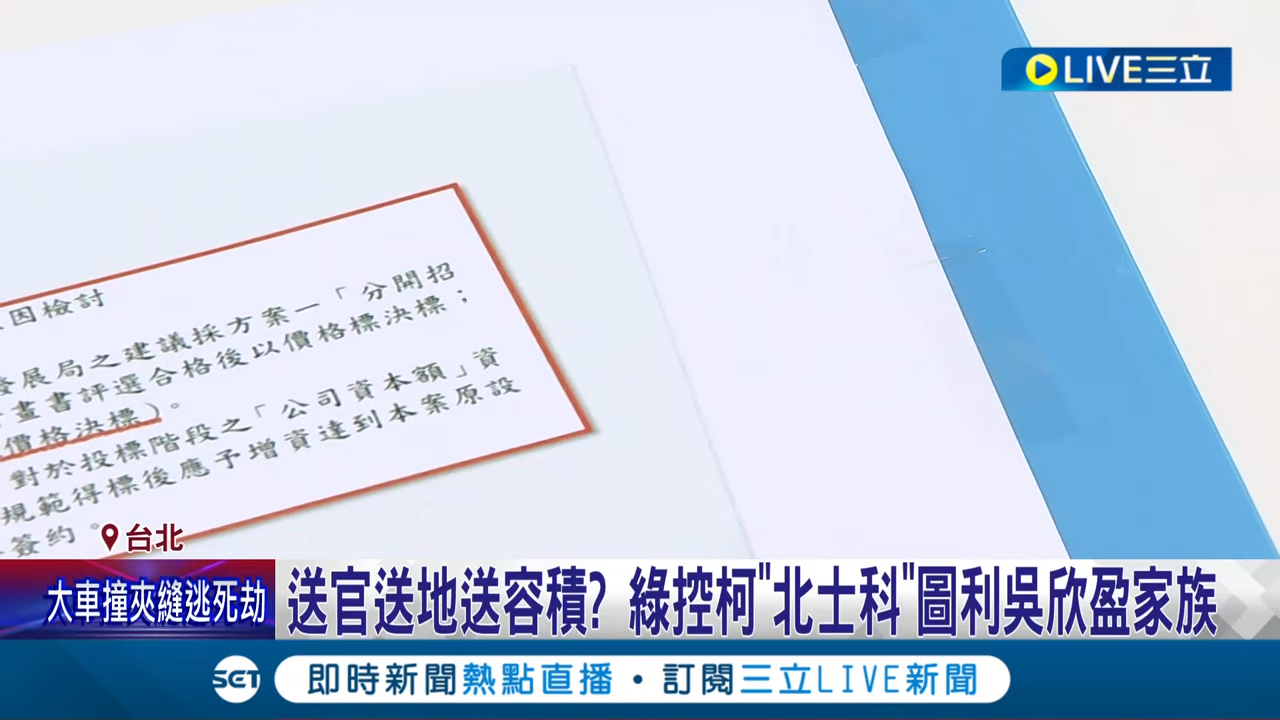 LIVE三立
因檢討
發展局之建議採方案一「分開招
畫書評選合格後以價格標決標；
價格決標）。
對於投標階段之「公司資本額」資
規範得標後應予增資達到本案原設
簽約。
台北
大車撞夾縫逃死劫
送官送地送容積? 綠控柯"北士科"圖利吳欣盈家族
SET 即時新聞熱點直播・訂閱三立LIVE新聞